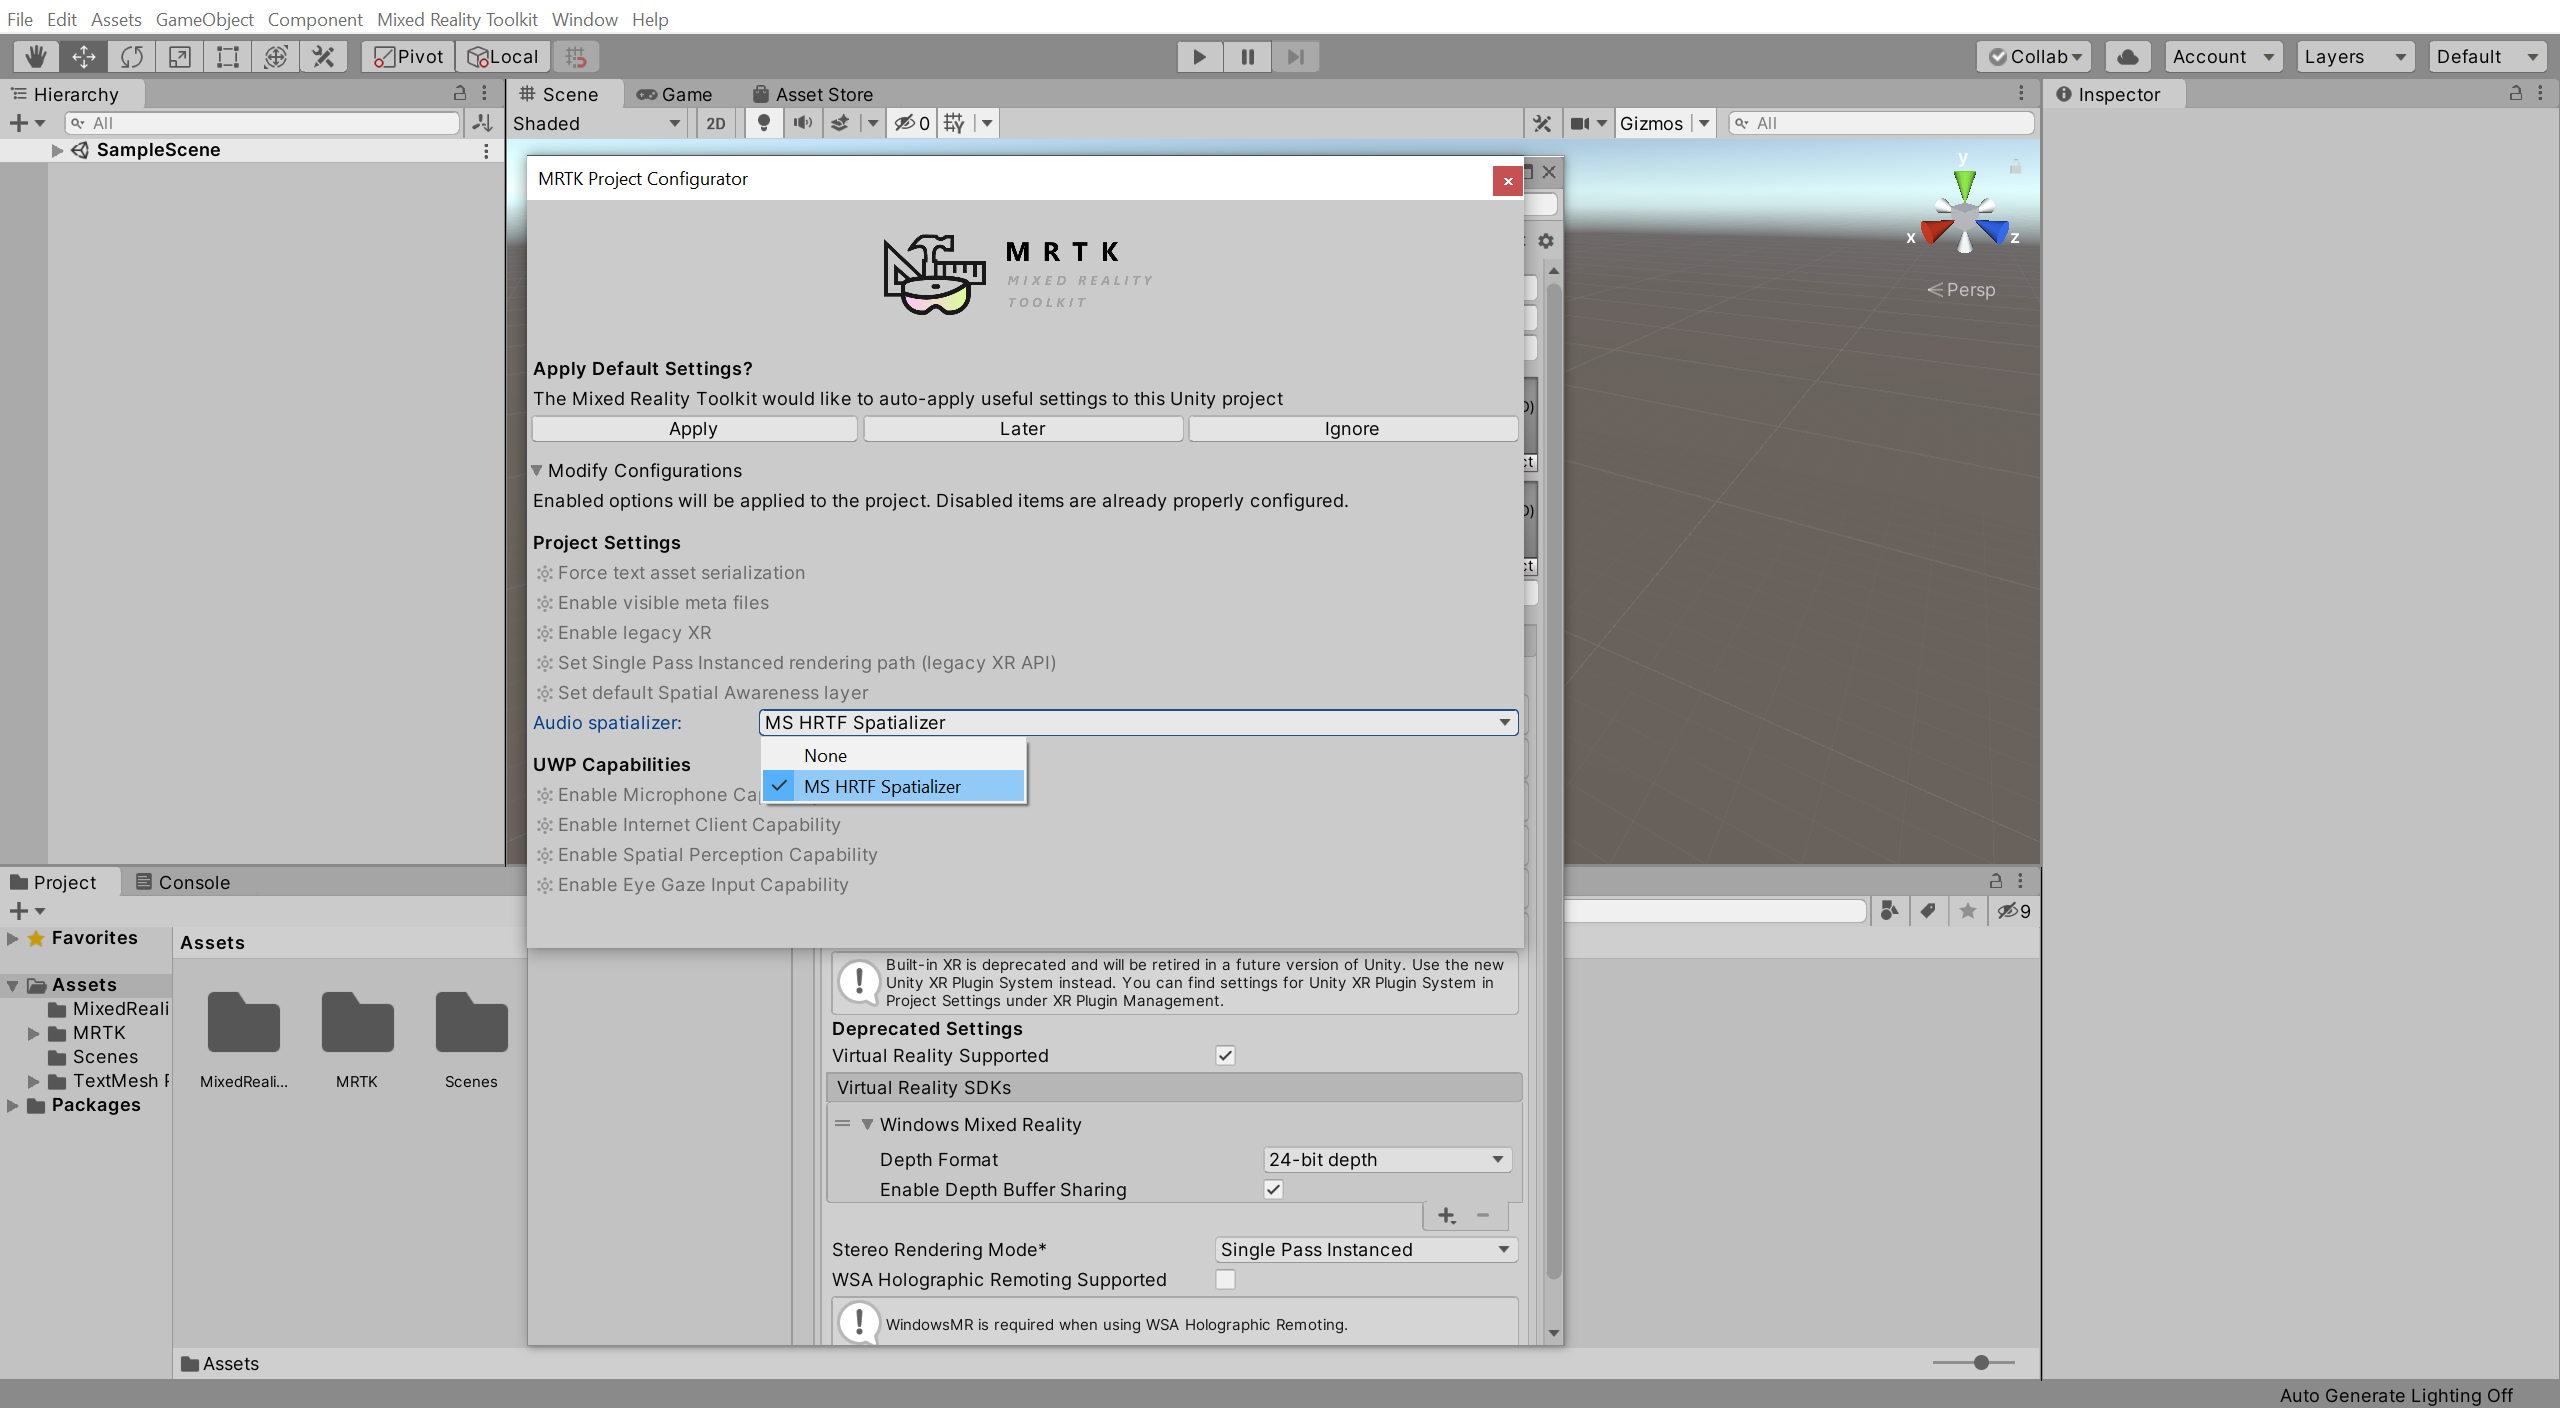 File Edit Assets GameObject Component Mixed Reality Toolkit Window Help
Pivot Local Collab Account Layers Default
Hierarchy Scene Game Asset Store Inspector
All Shaded 2D 0 Gizmos All
SampleScene
y
x z
Persp
MRTK Project Configurator
MRTK
MIXED REALITY
TOOLKIT
Apply Default Settings?
The Mixed Reality Toolkit would like to auto-apply useful settings to this Unity project
Apply Later Ignore
Modify Configurations
Enabled options will be applied to the project. Disabled items are already properly configured.
Project Settings
Force text asset serialization
Enable visible meta files
Enable legacy XR
Set Single Pass Instanced rendering path (legacy XR API)
Set default Spatial Awareness layer
Audio spatializer: MS HRTF Spatializer
None
MS HRTF Spatializer
UWP Capabilities
Enable Microphone Ca
Enable Internet Client Capability
Enable Spatial Perception Capability
Enable Eye Gaze Input Capability
Project Console
9
Favorites
Assets
MixedReali
MRTK
Scenes
TextMesh P
Packages
Assets
MixedReali... MRTK Scenes
Assets
Built-in XR is deprecated and will be retired in a future version of Unity. Use the new
Unity XR Plugin System instead. You can find settings for Unity XR Plugin System in
Project Settings under XR Plugin Management.
Deprecated Settings
Virtual Reality Supported
Virtual Reality SDKs
Windows Mixed Reality
Depth Format 24-bit depth
Enable Depth Buffer Sharing
Stereo Rendering Mode* Single Pass Instanced
WSA Holographic Remoting Supported
WindowsMR is required when using WSA Holographic Remoting.
Auto Generate Lighting Off